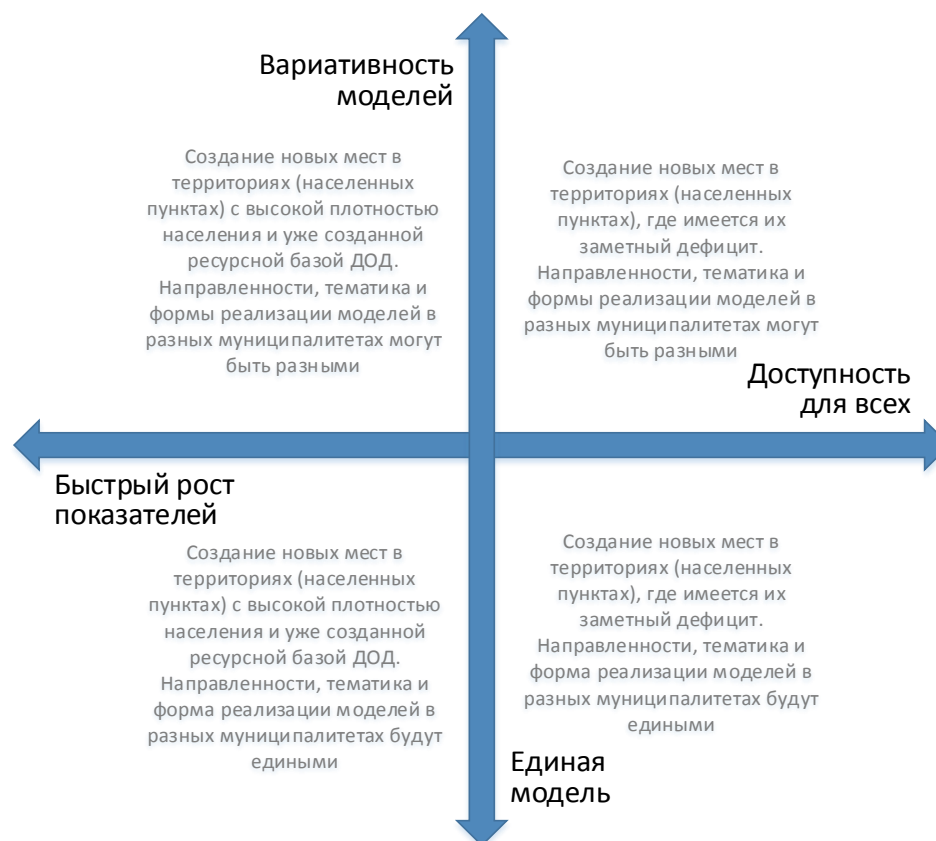 Вариативность
моделей
Создание новых мест в
территориях (населенных
пунктах) с высокой плотностью
населения и уже созданной
ресурсной базой ДОД.
Направленности, тематика и
формы реализации моделей в
разных муниципалитетах могут
быть разными
Создание новых мест в
территориях (населенных
пунктах), где имеется их
заметный дефицит.
Направленности, тематика и
формы реализации моделей в
разных муниципалитетах могут
быть разными
Доступность
для всех
Быстрый рост
показателей
Создание новых мест в
территориях (населенных
пунктах) с высокой плотностью
населения и уже созданной
ресурсной базой ДОД.
Направленности, тематика и
форма реализации моделей в
разных муниципалитетах будут
едиными
Создание новых мест в
территориях (населенных
пунктах), где имеется их
заметный дефицит.
Направленности, тематика и
форма реализации моделей в
разных муниципалитетах будут
едиными
Единая
модель